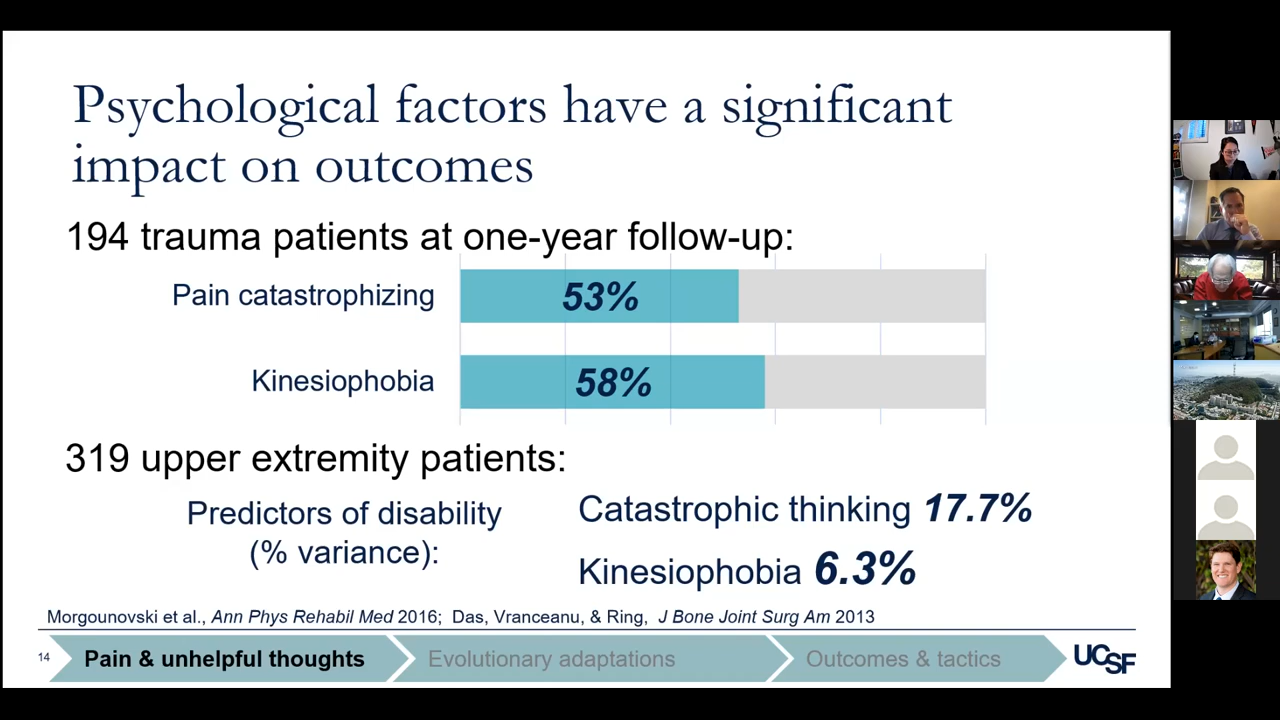 Psychological factors have a significant
impact on outcomes
194 trauma patients at one-year follow-up:
Pain catastrophizing 53%
Kinesiophobia 58%
319 upper extremity patients:
Predictors of disability
(% variance):
Catastrophic thinking 17.7%
Kinesiophobia 6.3%
Morgounovski et al., Ann Phys Rehabil Med 2016; Das, Vranceanu, & Ring, J Bone Joint Surg Am 2013
14 Pain & unhelpful thoughts Evolutionary adaptations Outcomes & tactics UCSF